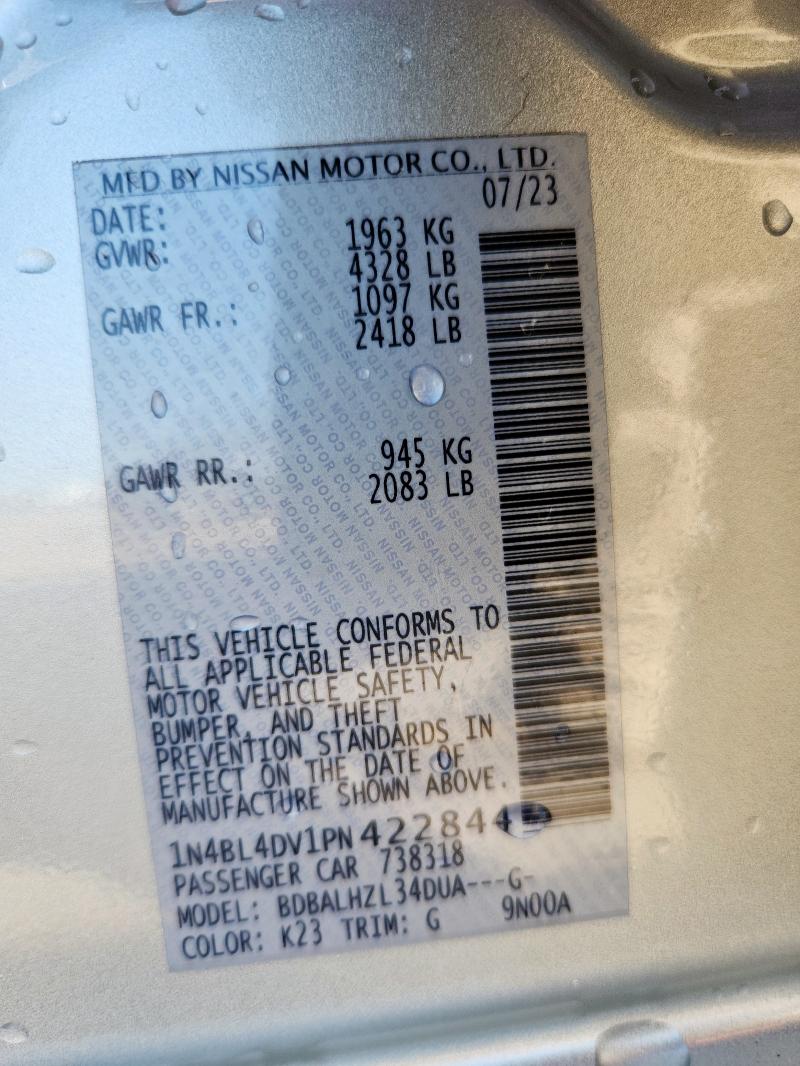 MFD BY NISSAN MOTOR CO., LTD.
DATE: 07/23
GVWR: 1963 KG
4328 LB
GAWR FR.: 1097 KG
2418 LB
GAWR RR.: 945 KG
2083 LB
THIS VEHICLE CONFORMS TO
ALL APPLICABLE FEDERAL
MOTOR VEHICLE SAFETY,
BUMPER, AND THEFT
PREVENTION STANDARDS IN
EFFECT ON THE DATE OF
MANUFACTURE SHOWN ABOVE.
1N4BL4DV1PN422844
PASSENGER CAR 738318
MODEL: BDBALHZL34DUA---G-
COLOR: K23 TRIM: G 9N00A